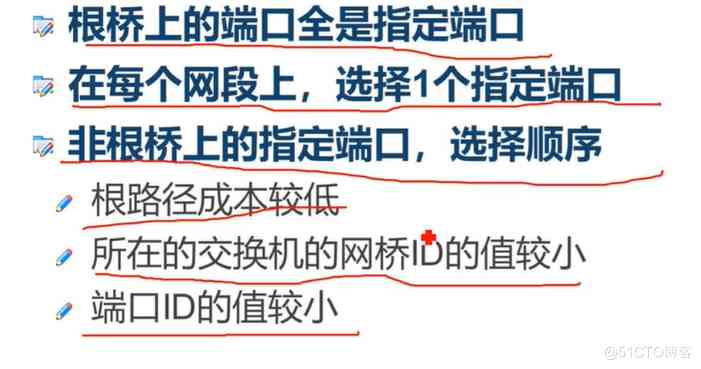 根桥上的端口全是指定端口
在每个网段上，选择1个指定端口
非根桥上的指定端口，选择顺序
根路径成本较低
所在的交换机的网桥ID的值较小
端口ID的值较小
@51CTO博客